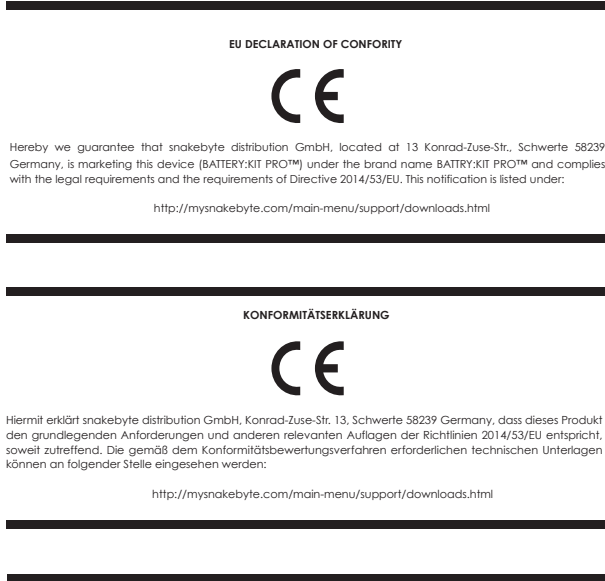 EU DECLARATION OF CONFORITY
CE
Hereby we guarantee that snakebyte distribution GmbH, located at 13 Konrad-Zuse-Str., Schwerte 58239
Germany, is marketing this device (BATTERY:KIT PRO™) under the brand name BATTRY:KIT PRO™ and complies
with the legal requirements and the requirements of Directive 2014/53/EU. This notification is listed under:
http://mysnakebyte.com/main-menu/support/downloads.html
KONFORMITÄTSERKLÄRUNG
CE
Hiermit erklärt snakebyte distribution GmbH, Konrad-Zuse-Str. 13, Schwerte 58239 Germany, dass dieses Produkt
den grundlegenden Anforderungen und anderen relevanten Auflagen der Richtlinien 2014/53/EU entspricht,
soweit zutreffend. Die gemäß dem Konformitätsbewertungsverfahren erforderlichen technischen Unterlagen
können an folgender Stelle eingesehen werden:
http://mysnakebyte.com/main-menu/support/downloads.html